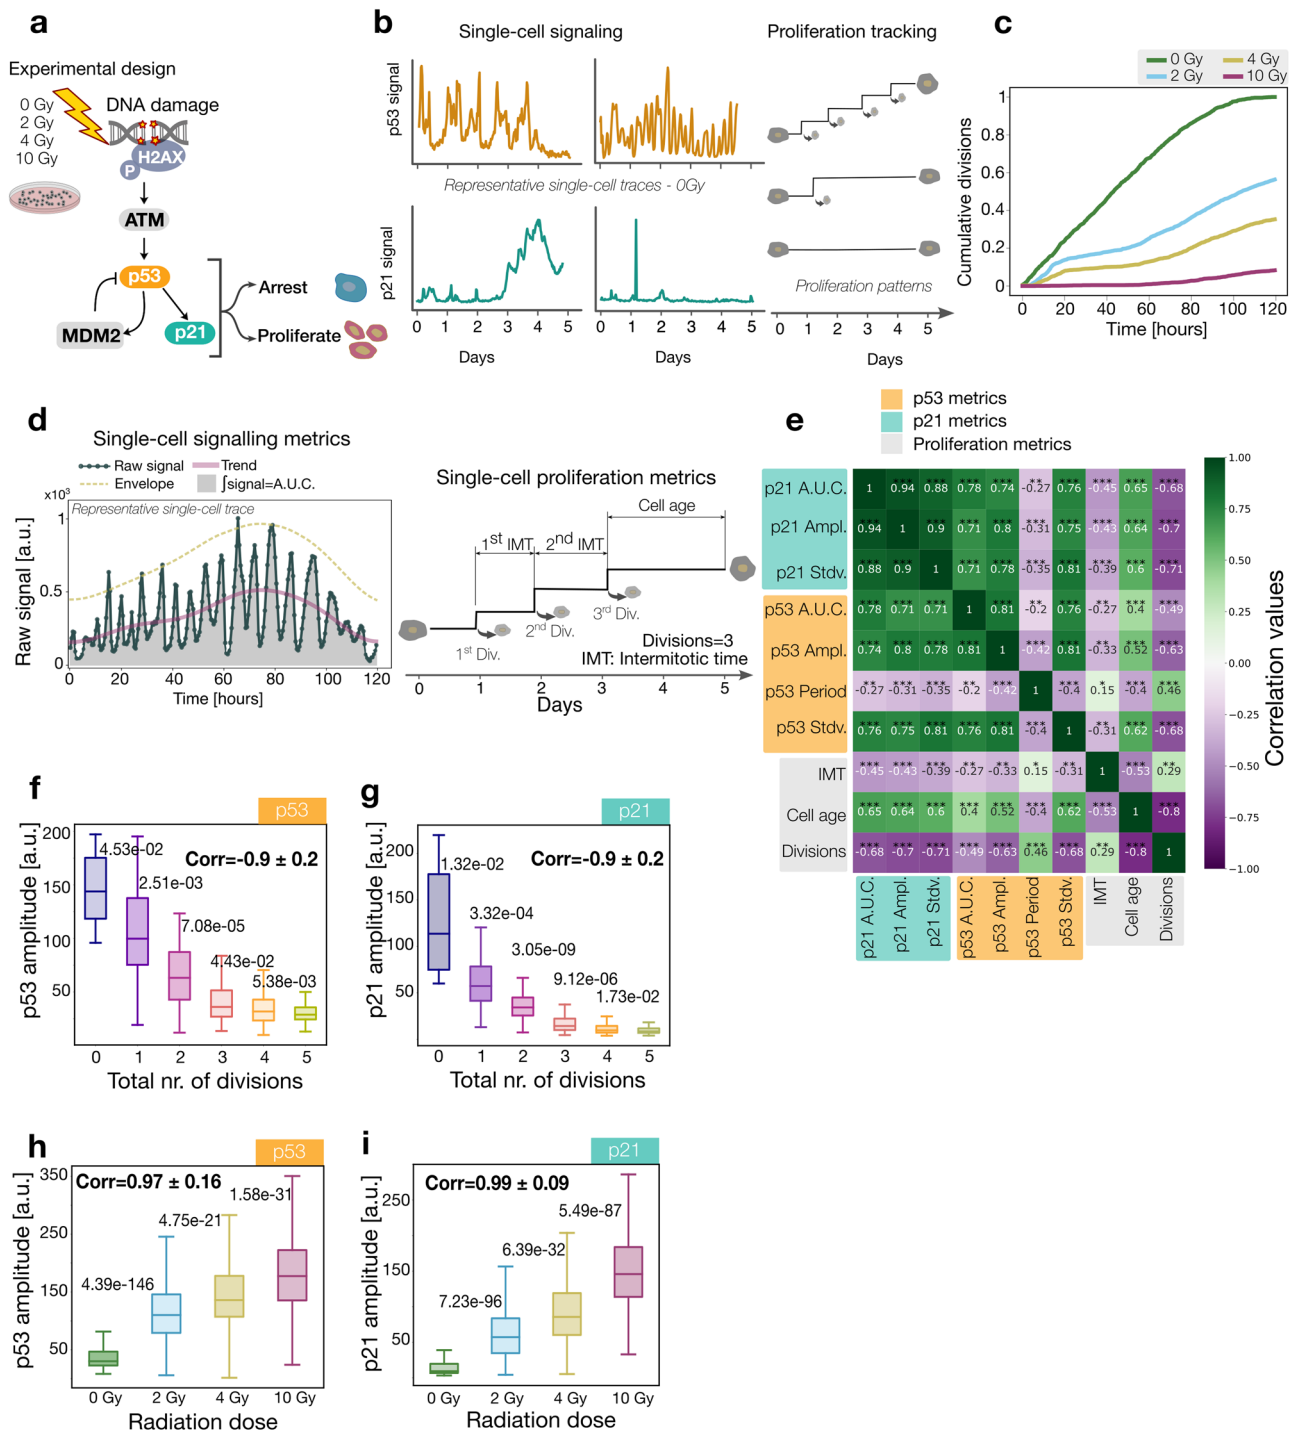 a
Experimental design
0 Gy
2 Gy
4 Gy
10 Gy
DNA damage
H2AX
P
ATM
p53
MDM2
p21
Arrest
Proliferate
b
Single-cell signaling
Proliferation tracking
p53 signal
0 1 2 3 4 5
0 1 2 3 4 5
Representative single-cell traces - 0Gy
p21 signal
0 1 2 3 4 5
0 1 2 3 4 5
Days
Days
Proliferation patterns
0 1 2 3 4 5
Days
c
0 Gy
4 Gy
2 Gy
10 Gy
Cumulative divisions
1
0.8
0.6
0.4
0.2
0
0 20 40 60 80 100 120
Time [hours]
d
Single-cell signalling metrics
Raw signal
Trend
Envelope
∫signal=A.U.C.
x10³
Representative single-cell trace
Raw signal [a.u.]
1
0.5
0
0 20 40 60 80 100 120
Time [hours]
Single-cell proliferation metrics
Cell age
1st IMT
2nd IMT
1st Div.
2nd Div.
3rd Div.
Divisions=3
IMT: Intermitotic time
0 1 2 3 4 5
Days
e
p53 metrics
p21 metrics
Proliferation metrics
p21 A.U.C. 1 *** 0.94 *** 0.88 *** 0.78 *** 0.74 ** -0.27 *** 0.76 *** -0.45 *** 0.65 *** -0.68
p21 Ampl. *** 0.94 1 *** 0.9 *** 0.71 *** 0.8 *** -0.31 *** 0.75 *** -0.43 *** 0.64 *** -0.7
p21 Stdv. *** 0.88 *** 0.9 1 *** 0.71 *** 0.78 *** -0.35 *** 0.81 *** -0.39 *** 0.6 *** -0.71
p53 A.U.C. *** 0.78 *** 0.71 *** 0.71 1 *** 0.81 ** -0.2 *** 0.76 ** -0.27 *** 0.4 *** -0.49
p53 Ampl. *** 0.74 *** 0.8 *** 0.78 *** 0.81 1 *** -0.42 *** 0.81 ** -0.33 *** 0.52 *** -0.63
p53 Period ** -0.27 *** -0.31 *** -0.35 ** -0.2 *** -0.42 1 *** -0.4 * 0.15 *** -0.4 *** 0.46
p53 Stdv. *** 0.76 *** 0.75 *** 0.81 *** 0.76 *** 0.81 *** -0.4 1 ** -0.31 *** 0.62 *** -0.68
IMT *** -0.45 *** -0.43 *** -0.39 ** -0.27 ** -0.33 * 0.15 ** -0.31 1 *** -0.53 ** 0.29
Cell age *** 0.65 *** 0.64 *** 0.6 *** 0.4 *** 0.52 *** -0.4 *** 0.62 *** -0.53 1 *** -0.8
Divisions *** -0.68 *** -0.7 *** -0.71 *** -0.49 *** -0.63 *** 0.46 *** -0.68 ** 0.29 *** -0.8 1
p21 A.U.C. p21 Ampl. p21 Stdv. p53 A.U.C. p53 Ampl. p53 Period p53 Stdv. IMT Cell age Divisions
1.00
0.75
0.50
0.25
0.00
−0.25
−0.50
−0.75
−1.00
Correlation values
f
p53
p53 amplitude [a.u.]
200
150
100
50
4.53e-02
Corr=-0.9 ± 0.2
2.51e-03
7.08e-05
4.43e-02
5.38e-03
0 1 2 3 4 5
Total nr. of divisions
g
p21
p21 amplitude [a.u.]
200
150
100
50
1.32e-02
Corr=-0.9 ± 0.2
3.32e-04
3.05e-09
9.12e-06
1.73e-02
0 1 2 3 4 5
Total nr. of divisions
h
p53
p53 amplitude [a.u.]
350
250
150
50
Corr=0.97 ± 0.16
1.58e-31
4.75e-21
4.39e-146
0 Gy 2 Gy 4 Gy 10 Gy
Radiation dose
i
p21
p21 amplitude [a.u.]
250
150
50
Corr=0.99 ± 0.09
5.49e-87
6.39e-32
7.23e-96
0 Gy 2 Gy 4 Gy 10 Gy
Radiation dose